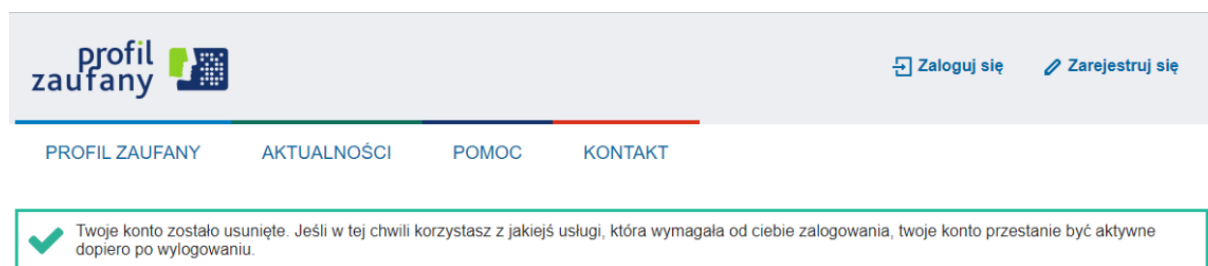 profil
zaufany
Zaloguj się
Zarejestruj się
PROFIL ZAUFANY
AKTUALNOŚCI
POMOC
KONTAKT
Twoje konto zostało usunięte. Jeśli w tej chwili korzystasz z jakiejś usługi, która wymagała od ciebie zalogowania, twoje konto przestanie być aktywne
dopiero po wylogowaniu.